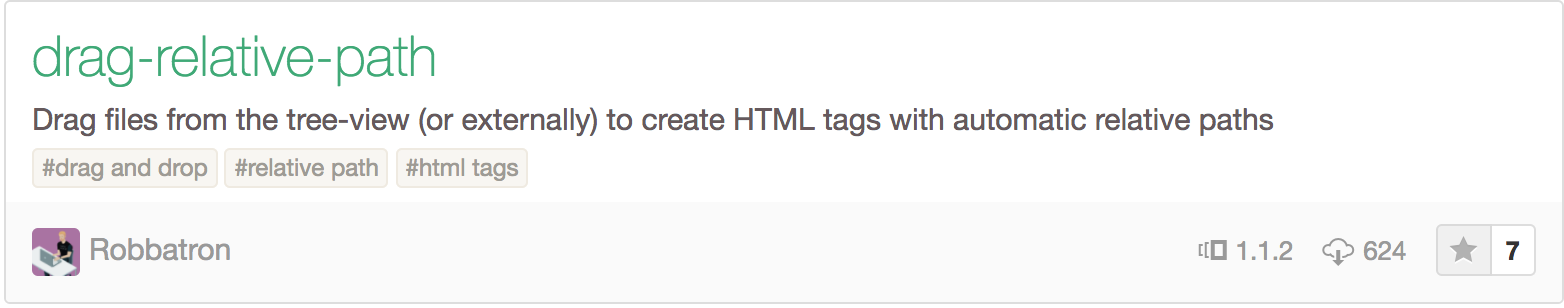 drag-relative-path
Drag files from the tree-view (or externally) to create HTML tags with automatic relative paths
#drag and drop #relative path #html tags
Robbatron 1.1.2 624 7